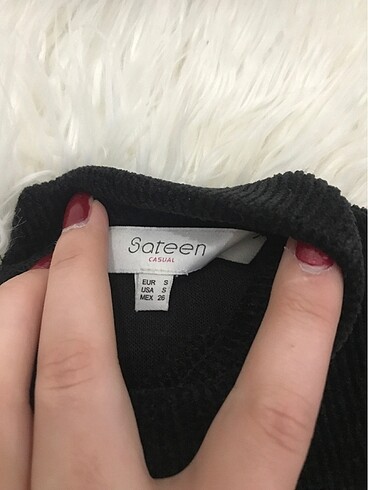 Sateen
CASUAL
EUR S
USA S
MEX 26